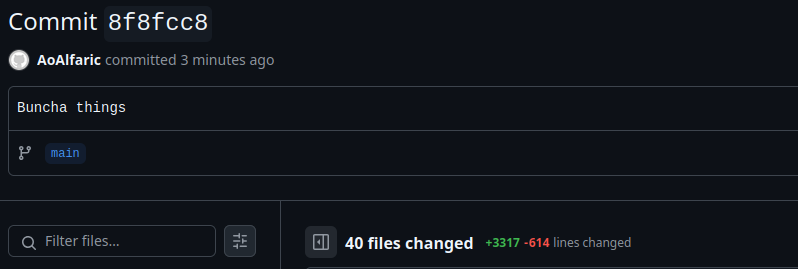 Commit 8f8fcc8
AoAlfaric committed 3 minutes ago
Buncha things
main
Filter files...
40 files changed +3317 -614 lines changed